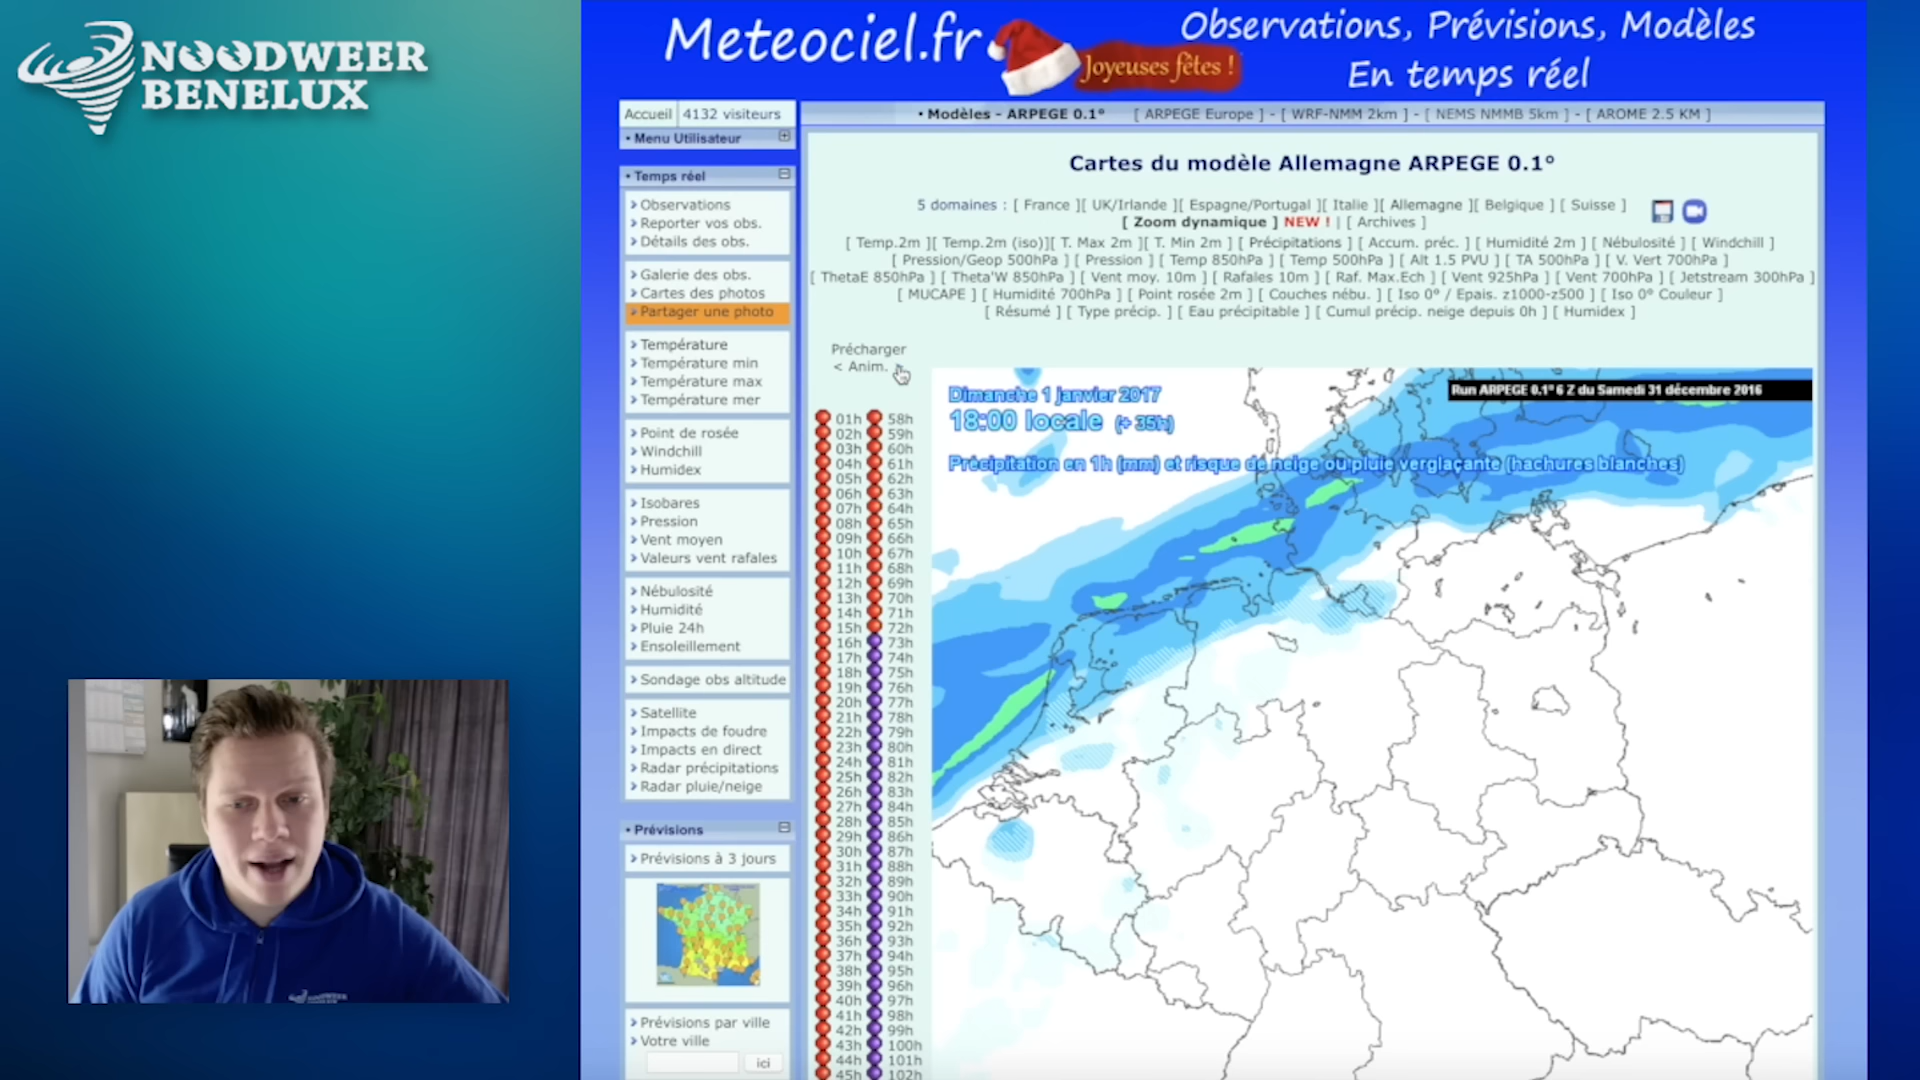 NOODWEER
BENELUX
Meteociel.fr
Joyeuses fêtes !
Observations, Prévisions, Modèles
En temps réel
Accueil 4132 visiteurs
• Menu Utilisateur
• Temps réel
Observations
Reporter vos obs.
Détails des obs.
Galerie des obs.
Cartes des photos
Partager une photo
Température
Température min
Température max
Température mer
Point de rosée
Windchill
Humidex
Isobares
Pression
Vent moyen
Valeurs vent rafales
Nébulosité
Humidité
Pluie 24h
Ensoleillement
Sondage obs altitude
Satellite
Impacts de foudre
Impacts en direct
Radar précipitations
Radar pluie/neige
• Prévisions
Prévisions à 3 jours
Prévisions par ville
Votre ville
ici
• Modèles - ARPEGE 0.1° [ ARPEGE Europe ] - [ WRF-NMM 2km ] - [ NEMS NMMB 5km ] - [ AROME 2.5 KM ]
Cartes du modèle Allemagne ARPEGE 0.1°
5 domaines : [ France ][ UK/Irlande ][ Espagne/Portugal ][ Italie ][ Allemagne ][ Belgique ] [ Suisse ]
[ Zoom dynamique ] NEW ! | [ Archives ]
[ Temp.2m ][ Temp.2m (iso)][ T. Max 2m ][ T. Min 2m ] [ Précipitations ] [ Accum. préc. ] [ Humidité 2m ] [ Nébulosité ] [ Windchill ]
[ Pression/Geop 500hPa ] [ Pression ] [ Temp 850hPa ] [ Temp 500hPa ] [ Alt 1.5 PVU ] [ TA 500hPa ] [ V. Vert 700hPa ]
[ ThetaE 850hPa ] [ Theta'W 850hPa ] [ Vent moy. 10m ] [ Rafales 10m ] [ Raf. Max.Ech ] [ Vent 925hPa ] [ Vent 700hPa ] [ Jetstream 300hPa ]
[ MUCAPE ] [ Humidité 700hPa ] [ Point rosée 2m ] [ Couches nébu. ] [ Iso 0° / Epais. z1000-z500 ] [ Iso 0° Couleur ]
[ Résumé ] [ Type précip. ] [ Eau précipitable ] [ Cumul précip. neige depuis 0h ] [ Humidex ]
Précharger
< Anim.
01h 58h
02h 59h
03h 60h
04h 61h
05h 62h
06h 63h
07h 64h
08h 65h
09h 66h
10h 67h
11h 68h
12h 69h
13h 70h
14h 71h
15h 72h
16h 73h
17h 74h
18h 75h
19h 76h
20h 77h
21h 78h
22h 79h
23h 80h
24h 81h
25h 82h
26h 83h
27h 84h
28h 85h
29h 86h
30h 87h
31h 88h
32h 89h
33h 90h
34h 91h
35h 92h
36h 93h
37h 94h
38h 95h
39h 96h
40h 97h
41h 98h
42h 99h
43h 100h
44h 101h
45h 102h
Dimanche 1 janvier 2017
18:00 locale (+ 35h)
Précipitation en 1h (mm) et risque de neige ou pluie verglaçante (hachures blanches)
Run ARPEGE 0.1° 6 Z du Samedi 31 décembre 2016